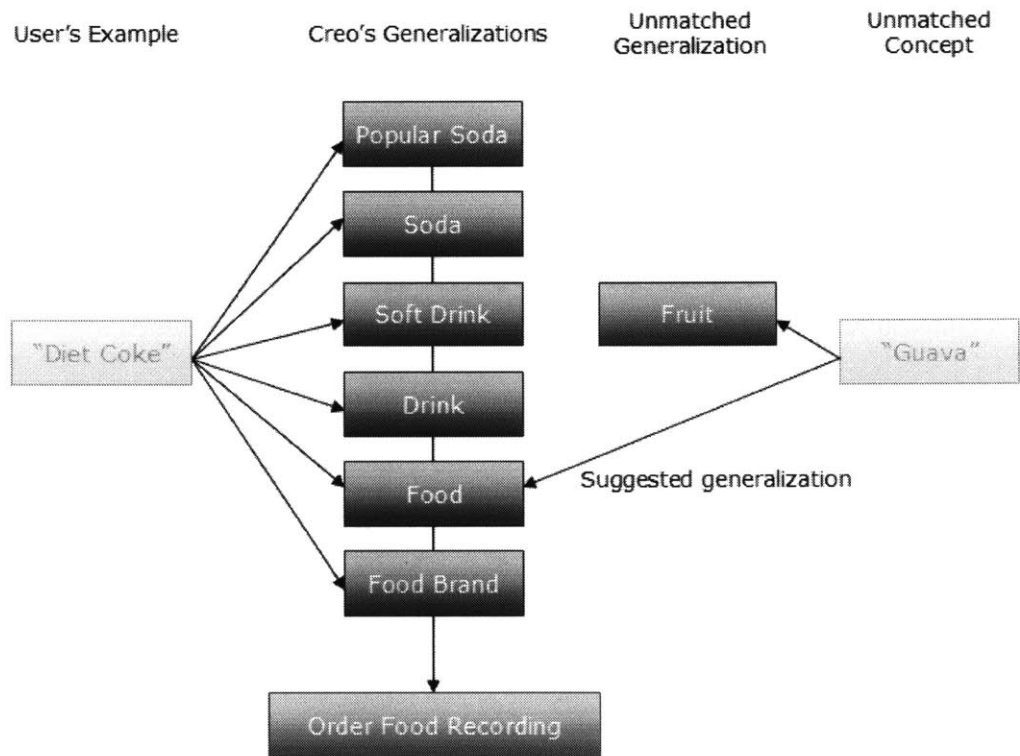 User's Example
Creo's Generalizations
Unmatched
Generalization
Unmatched
Concept
Popular Soda
Soda
Soft Drink
Fruit
"Diet Coke"
"Guava"
Drink
Food
Suggested generalization
Food Brand
Order Food Recording